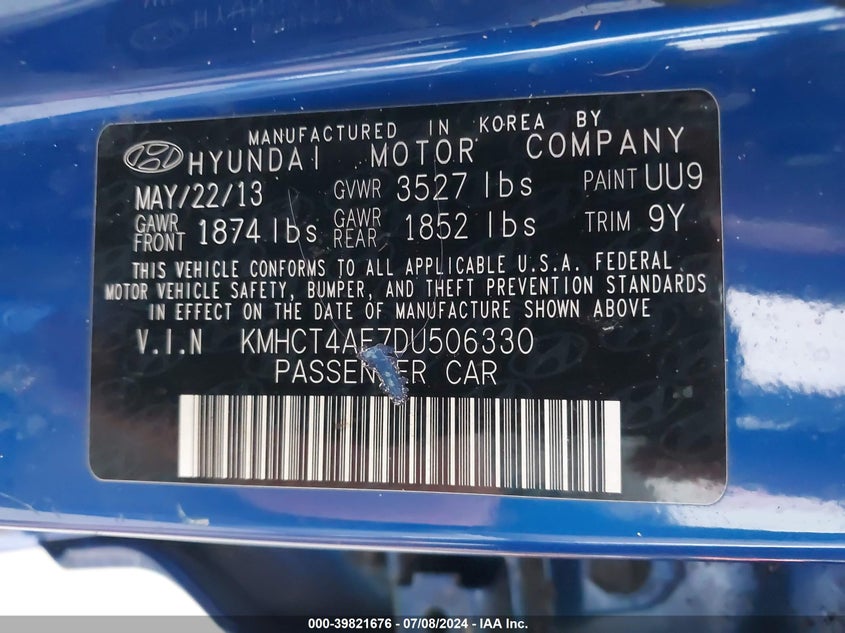 MANUFACTURED IN KOREA BY
HYUNDAI MOTOR COMPANY
MAY/22/13 GVWR 3527 lbs PAINT UU9
GAWR FRONT 1874 lbs GAWR REAR 1852 lbs TRIM 9Y
THIS VEHICLE CONFORMS TO ALL APPLICABLE U.S.A. FEDERAL
MOTOR VEHICLE SAFETY, BUMPER, AND THEFT PREVENTION STANDARDS
IN EFFECT ON THE DATE OF MANUFACTURE SHOWN ABOVE
V.I.N KMHCT4AE7DU506330
PASSENGER CAR
000-39821676 - 07/08/2024 - IAA Inc.